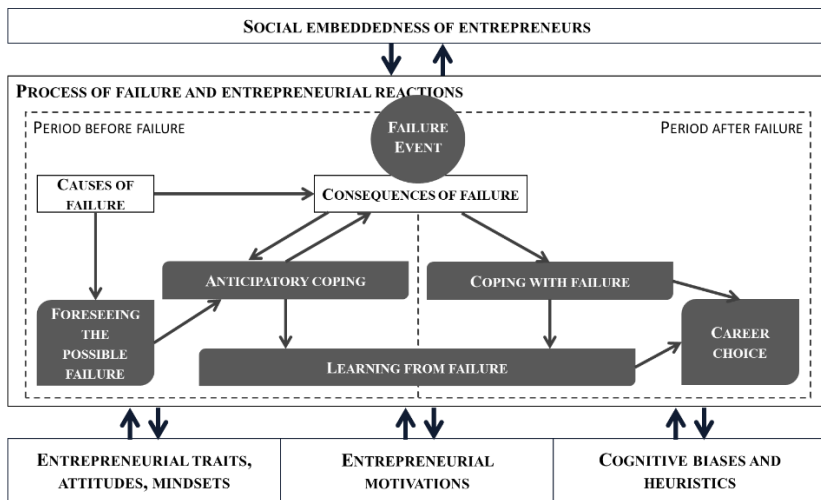 SOCIAL EMBEDDEDNESS OF ENTREPRENEURS
PROCESS OF FAILURE AND ENTREPRENEURIAL REACTIONS
PERIOD BEFORE FAILURE
FAILURE
EVENT
PERIOD AFTER FAILURE
CAUSES OF
FAILURE
CONSEQUENCES OF FAILURE
ANTICIPATORY COPING
COPING WITH FAILURE
FORESEEING
THE
POSSIBLE
FAILURE
LEARNING FROM FAILURE
CAREER
CHOICE
ENTREPRENEURIAL TRAITS,
ATTITUDES, MINDSETS
ENTREPRENEURIAL
MOTIVATIONS
COGNITIVE BIASES AND
HEURISTICS